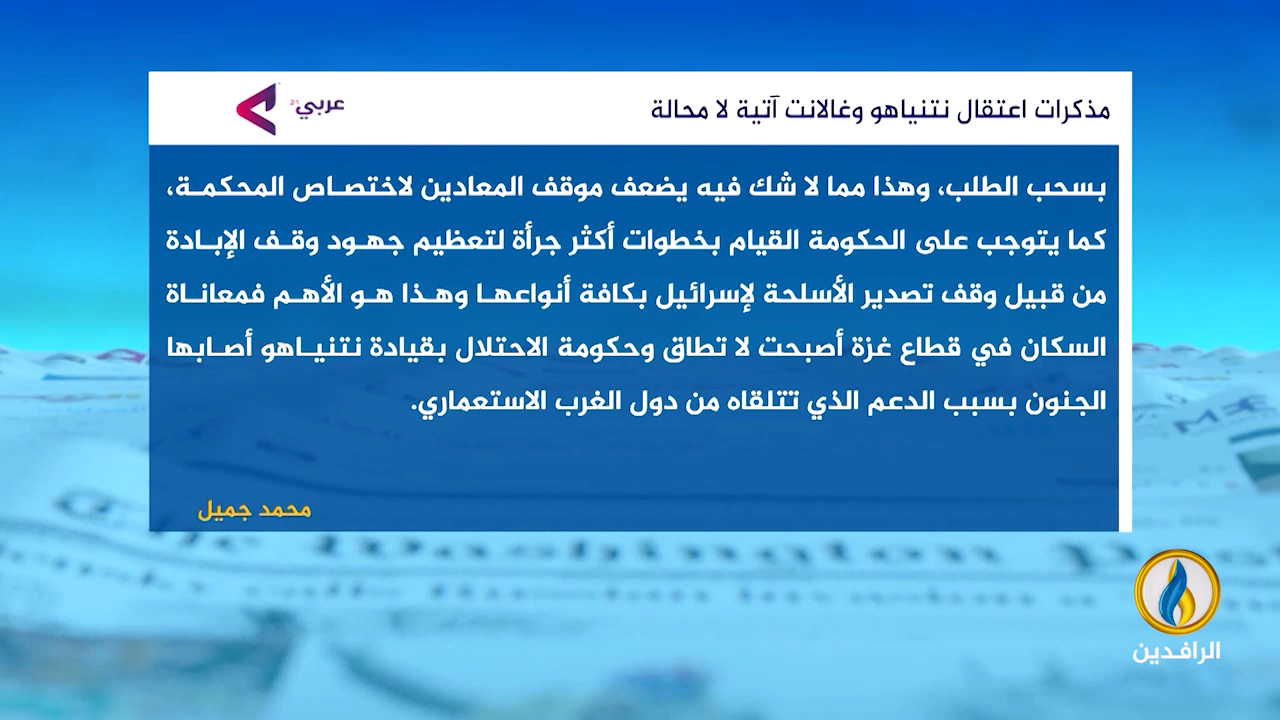 مذكرات اعتقال نتنياهو وغالانت آتية لا محالة
عربي21
بسحب الطلب، وهذا مما لا شك فيه يضعف موقف المعادين لاختصاص المحكمة،
كما يتوجب على الحكومة القيام بخطوات أكثر جرأة لتعظيم جهود وقف الإبادة
من قبيل وقف تصدير الأسلحة لإسرائيل بكافة أنواعها وهذا هو الأهم فمعاناة
السكان في قطاع غزة أصبحت لا تطاق وحكومة الاحتلال بقيادة نتنياهو أصابها
الجنون بسبب الدعم الذي تتلقاه من دول الغرب الاستعماري.
محمد جميل
الرافدين